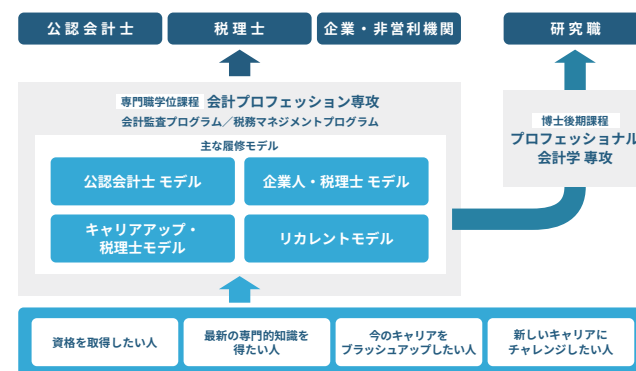 公認会計士
税理士
企業・非営利機関
研究職
専門職学位課程 会計プロフェッション専攻
会計監査プログラム／税務マネジメントプログラム
主な履修モデル
公認会計士 モデル
企業人・税理士 モデル
キャリアアップ・
税理士モデル
リカレントモデル
博士後期課程
プロフェッショナル
会計学 専攻
資格を取得したい人
最新の専門的知識を
得たい人
今のキャリアを
ブラッシュアップしたい人
新しいキャリアに
チャレンジしたい人